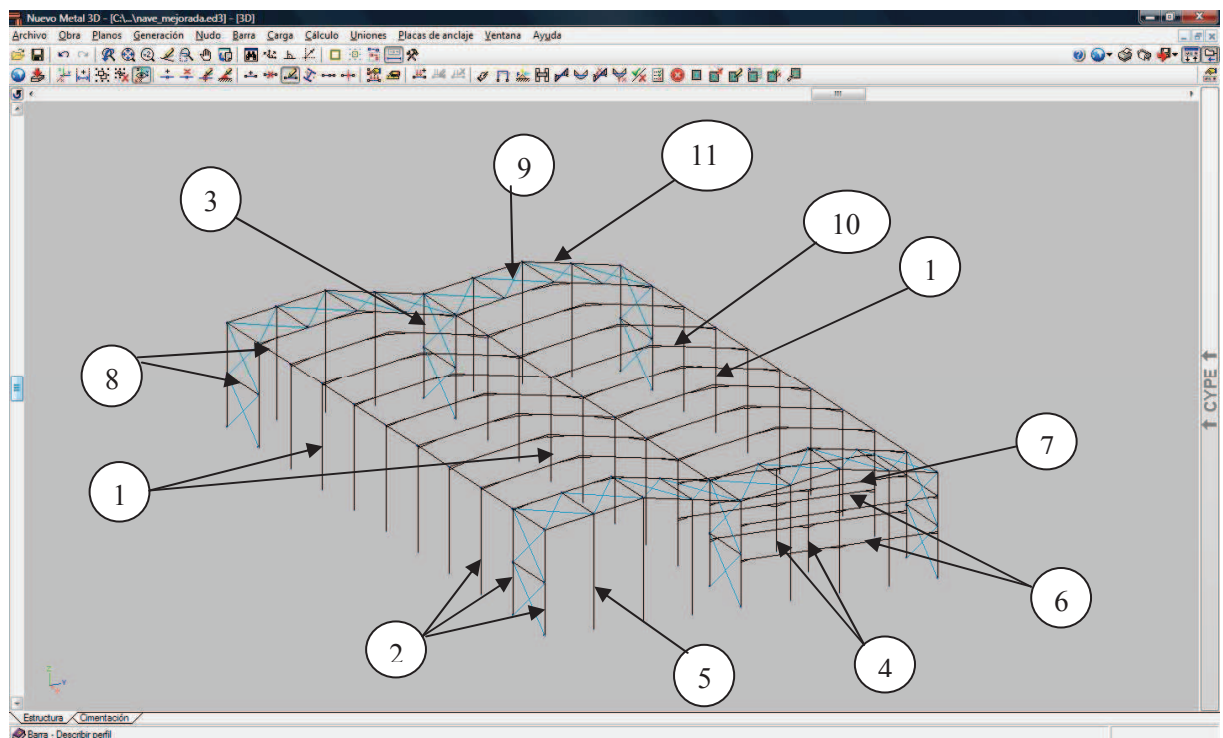 Nuevo Metal 3D - [C:\...\nave_mejorada.ed3] - [3D]
Archivo Obra Planos Generación Nudo Barra Carga Cálculo Uniones Placas de anclaje Ventana Ayuda
9
11
3
10
1
8
7
1
6
2
5
4
CYPE
Z
Y
Estructura Cimentación
Barra - Describir perfil